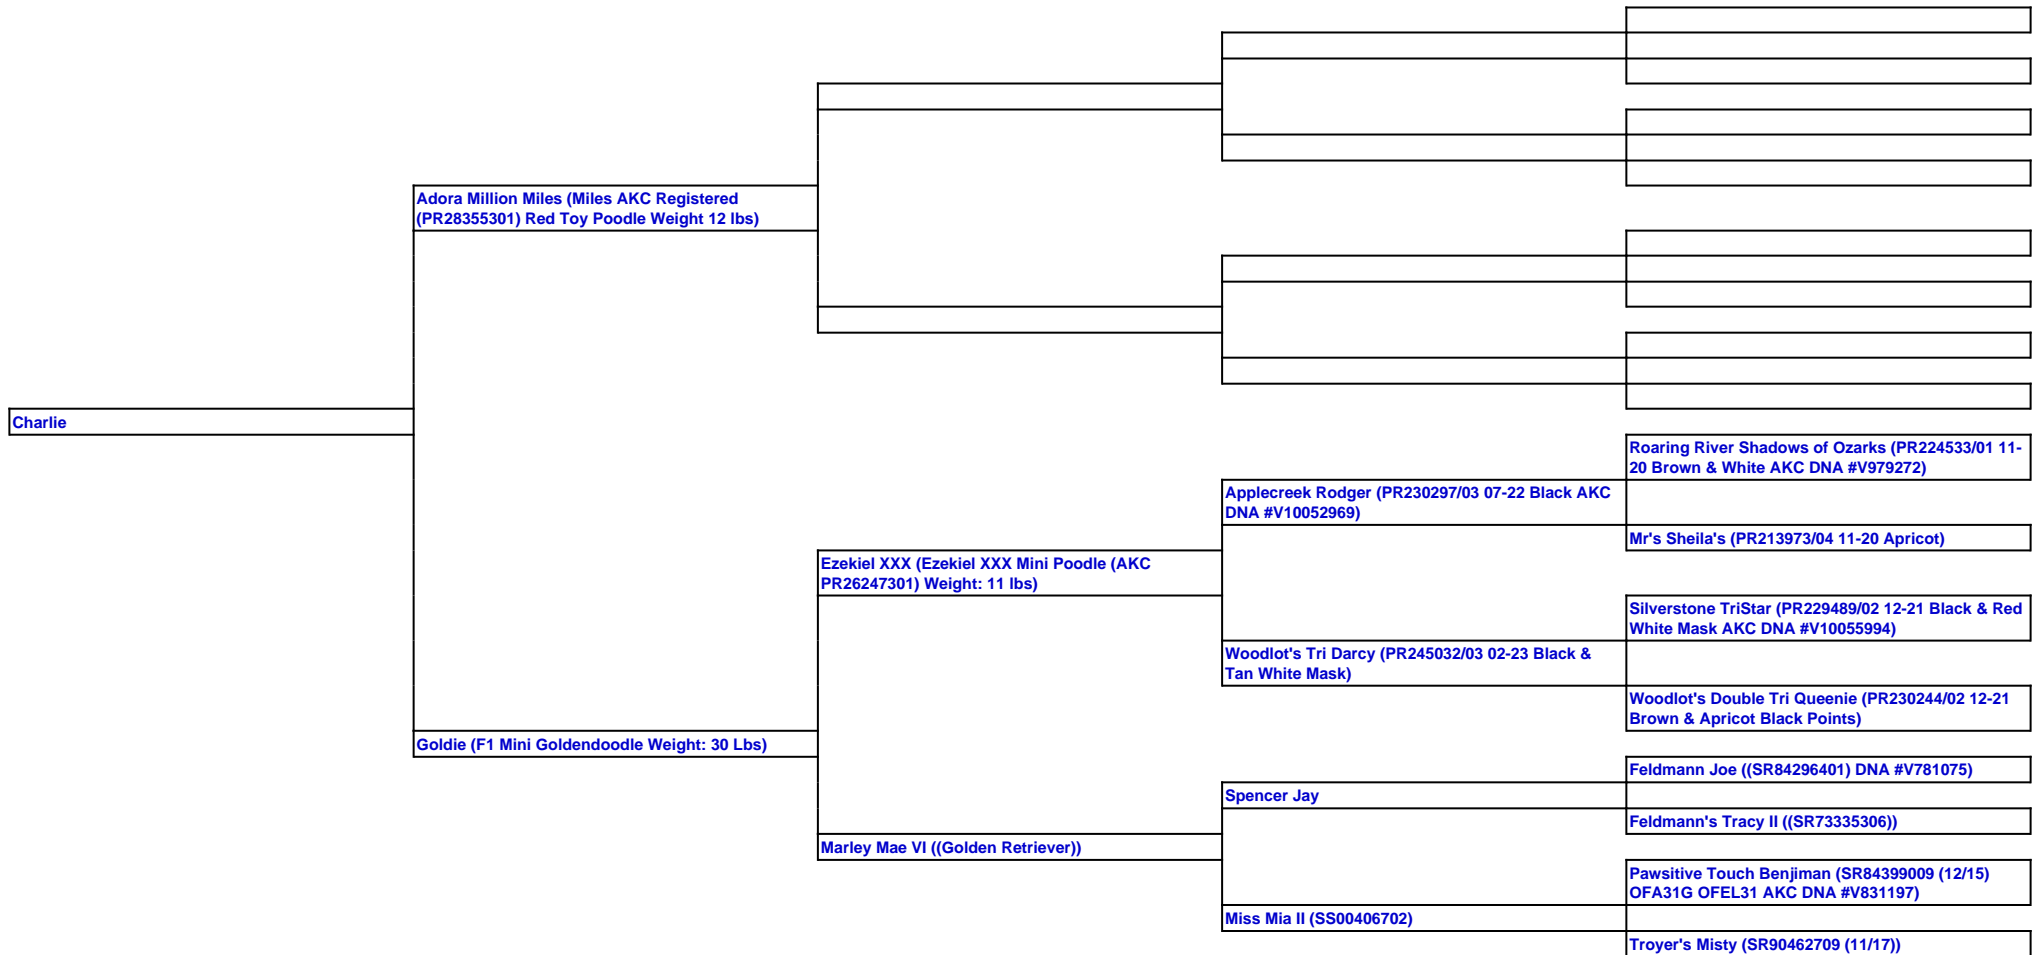 Adora Million Miles (Miles AKC Registered
(PR28355301) Red Toy Poodle Weight 12 lbs)
Charlie
Roaring River Shadows of Ozarks (PR224533/01 11-
20 Brown & White AKC DNA #V979272)
Applecreek Rodger (PR230297/03 07-22 Black AKC
DNA #V10052969)
Mr's Sheila's (PR213973/04 11-20 Apricot)
Ezekiel XXX (Ezekiel XXX Mini Poodle (AKC
PR26247301) Weight: 11 lbs)
Silverstone TriStar (PR229489/02 12-21 Black & Red
White Mask AKC DNA #V10055994)
Woodlot's Tri Darcy (PR245032/03 02-23 Black &
Tan White Mask)
Woodlot's Double Tri Queenie (PR230244/02 12-21
Brown & Apricot Black Points)
Goldie (F1 Mini Goldendoodle Weight: 30 Lbs)
Feldmann Joe ((SR84296401) DNA #V781075)
Spencer Jay
Feldmann's Tracy II ((SR73335306))
Marley Mae VI ((Golden Retriever))
Pawsitive Touch Benjiman (SR84399009 (12/15)
OFA31G OFEL31 AKC DNA #V831197)
Miss Mia II (SS00406702)
Troyer's Misty (SR90462709 (11/17))